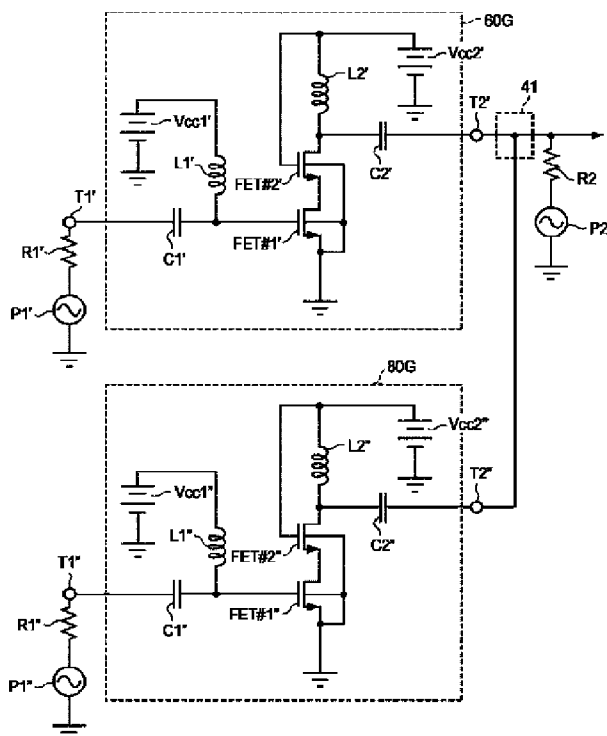 60G
Vcc2'
L2'
41
T2'
Vcc1'
L1'
C2'
R2
FET#2'
T1'
FET#1'
P2
C1'
R1'
P1'
80G
Vcc2"
L2"
T2"
Vcc1"
L1"
C2"
FET#2"
T1"
FET#1"
R1"
C1"
P1"